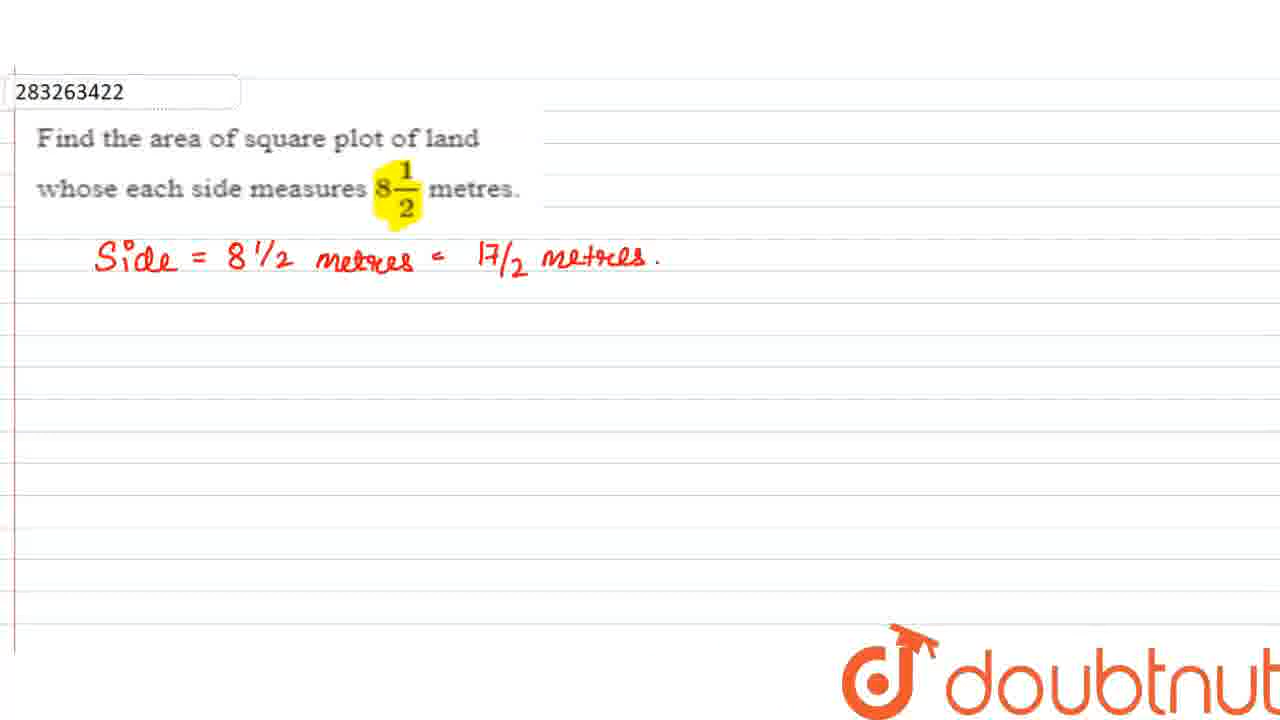 283263422
Find the area of square plot of land
whose each side measures 8 1/2 metres.
Side = 8 1/2 metres = 17/2 metres.
doubtnut